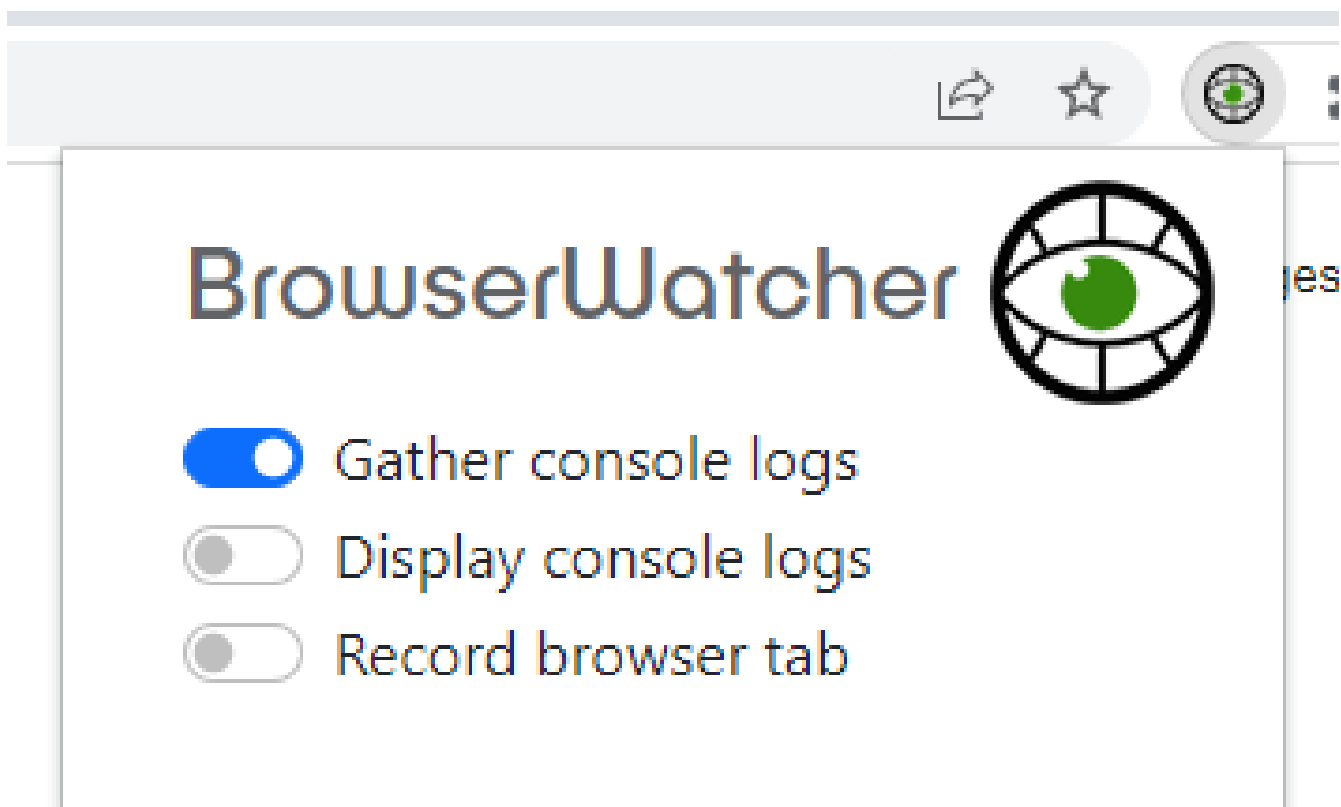 BrowserWatcher
Gather console logs
Display console logs
Record browser tab